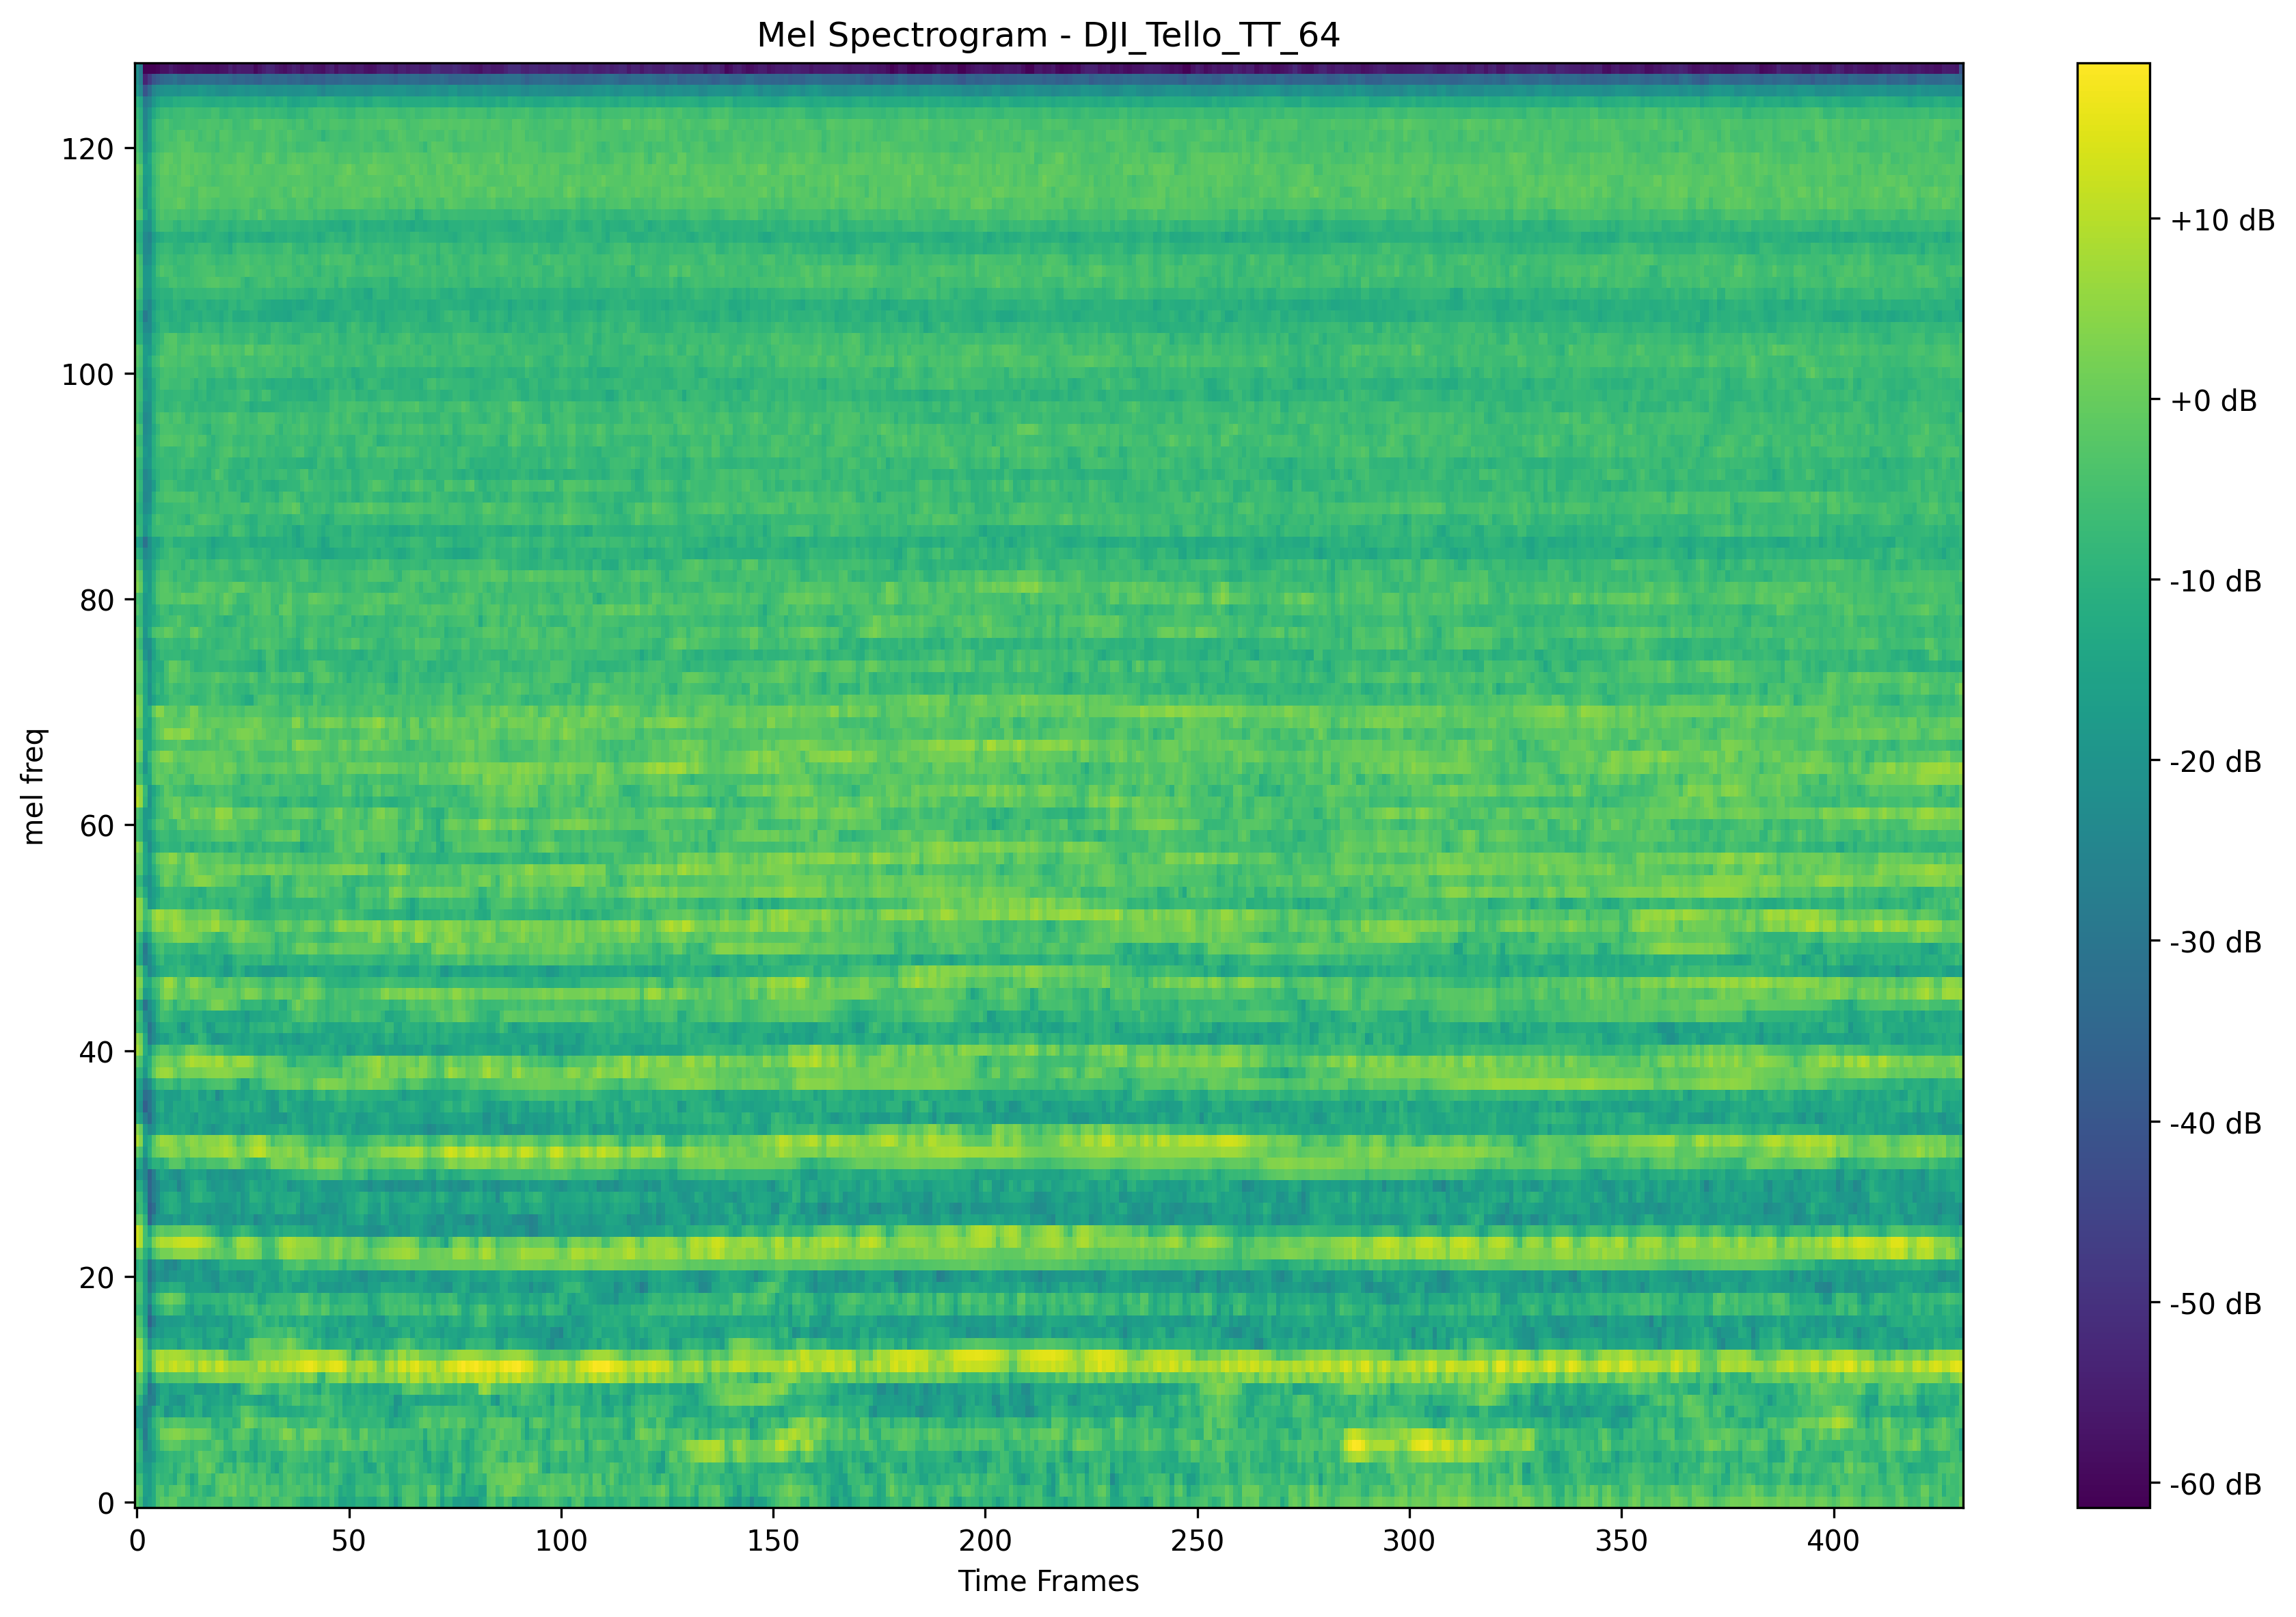 Mel Spectrogram - DJI_Tello_TT_64
mel freq
120
100
80
60
40
20
0
0 50 100 150 200 250 300 350 400
Time Frames
+10 dB
+0 dB
-10 dB
-20 dB
-30 dB
-40 dB
-50 dB
-60 dB